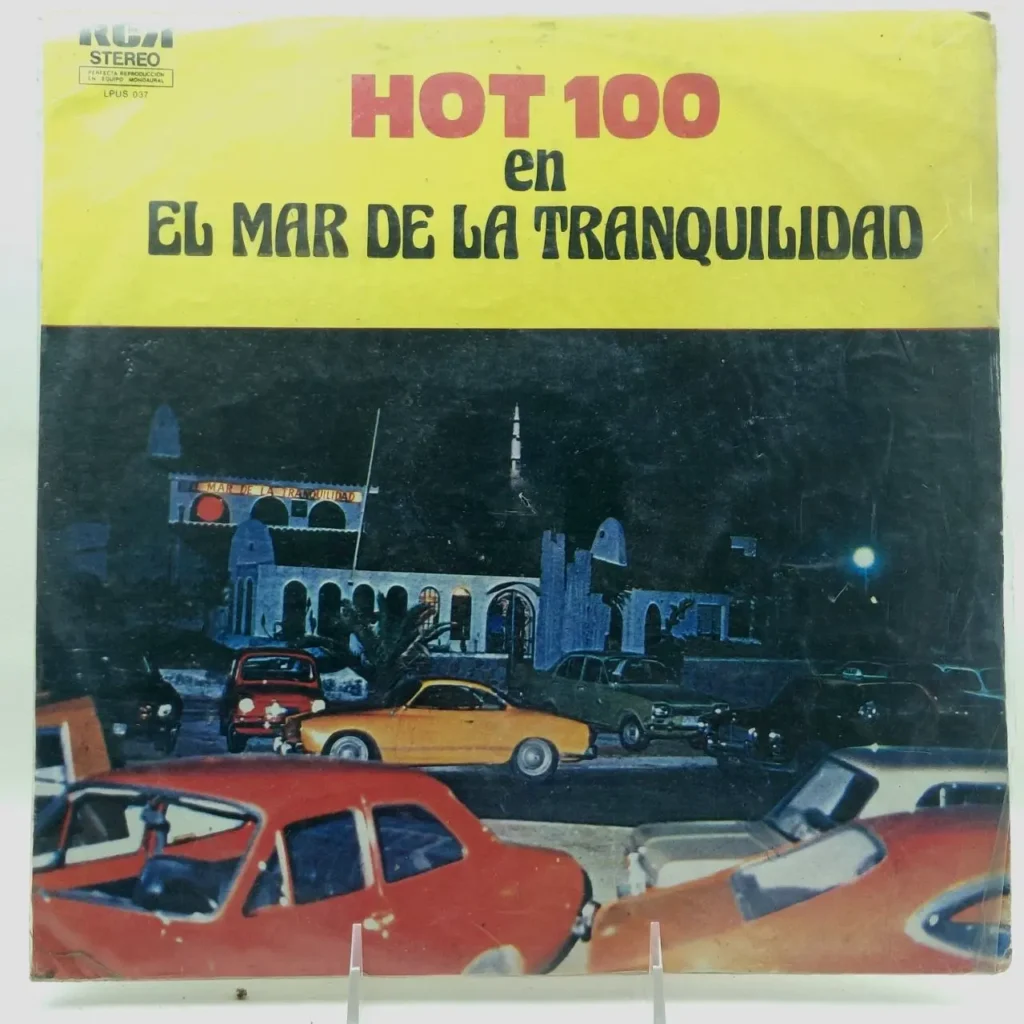 RCA
STEREO
PERFECTA REPRODUCCIÓN
EN EQUIPO MONOAURAL
LPUS 037
HOT 100
en
EL MAR DE LA TRANQUILIDAD
EL MAR DE LA TRANQUILIDAD